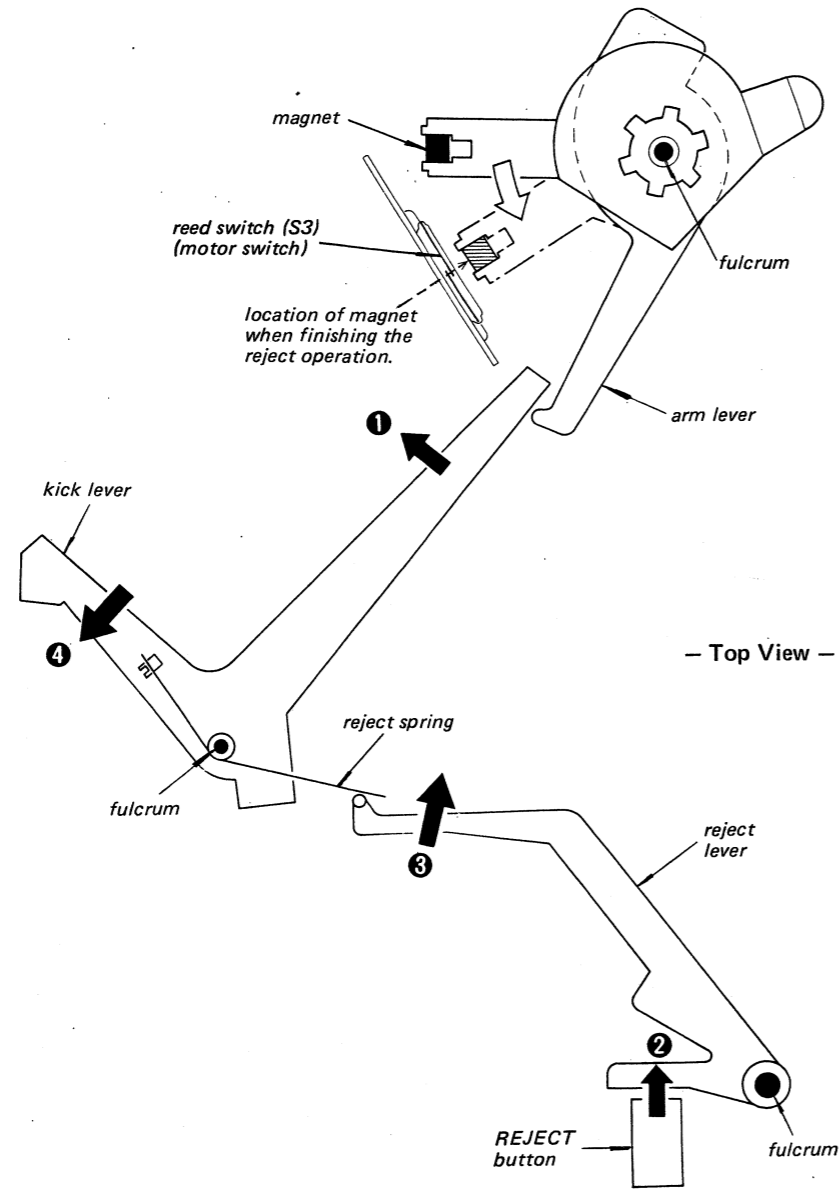 magnet
reed switch (S3)
(motor switch)
fulcrum
location of magnet
when finishing the
reject operation.
arm lever
1
kick lever
4
— Top View —
reject spring
fulcrum
3
reject
lever
2
REJECT
button
fulcrum